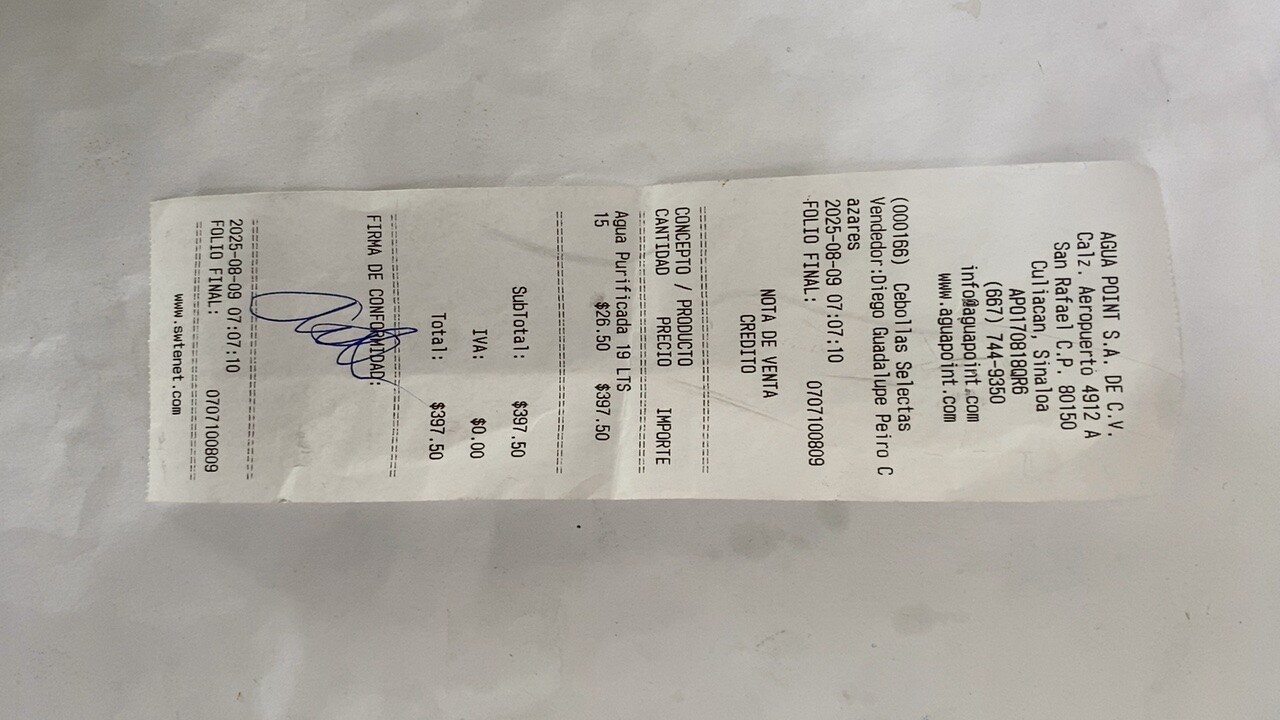 AGUA POINT S.A. DE C.V.
Calz. Aeropuerto 4912 A
San Rafael C.P. 80150
Culiacan, Sinaloa
APO170818QR6
(667) 744-9350
info@aguapoint.com
www.aguapoint.com
(000166) Cebollas Selectas
Vendedor:Diego Guadalupe Peiro C
azares
2025-08-09 07:07:10
FOLIO FINAL: 0707100809
NOTA DE VENTA
CREDITO
CONCEPTO / PRODUCTO
CANTIDAD PRECIO IMPORTE
Agua Purificada 19 LTS
15 $26.50 $397.50
SubTotal: $397.50
IVA: $0.00
Total: $397.50
FIRMA DE CONFORMIDAD:
2025-08-09 07:07:10
FOLIO FINAL: 0707100809
www.swtenet.com